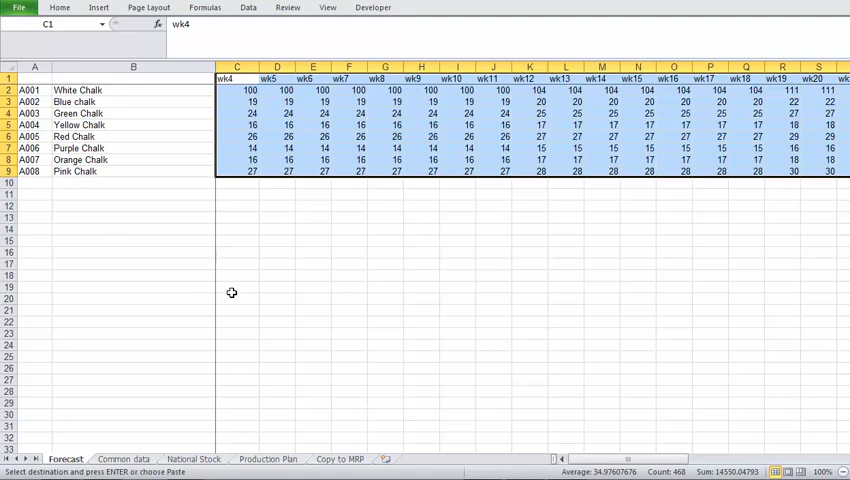 File Home Insert Page Layout Formulas Data Review View Developer
C1 fx wk4
A B C D E F G H I J K L M N O P Q R S
1 wk4 wk5 wk6 wk7 wk8 wk9 wk10 wk11 wk12 wk13 wk14 wk15 wk16 wk17 wk18 wk19 wk20 wk
2 A001 White Chalk 100 100 100 100 100 100 100 100 104 104 104 104 104 104 104 111 111
3 A002 Blue chalk 19 19 19 19 19 19 19 19 20 20 20 20 20 20 20 22 22
4 A003 Green Chalk 24 24 24 24 24 24 24 24 25 25 25 25 25 25 25 27 27
5 A004 Yellow Chalk 16 16 16 16 16 16 16 16 17 17 17 17 17 17 17 18 18
6 A005 Red Chalk 26 26 26 26 26 26 26 26 27 27 27 27 27 27 27 29 29
7 A006 Purple Chalk 14 14 14 14 14 14 14 14 15 15 15 15 15 15 15 16 16
8 A007 Orange Chalk 16 16 16 16 16 16 16 16 17 17 17 17 17 17 17 18 18
9 A008 Pink Chalk 27 27 27 27 27 27 27 27 28 28 28 28 28 28 28 30 30
10
11
12
13
14
15
16
17
18
19
20
21
22
23
24
25
26
27
28
29
30
31
32
33
Forecast Common data National Stock Production Plan Copy to MRP
Select destination and press ENTER or choose Paste Average: 34.97607676 Count: 468 Sum: 14550.04793 100%